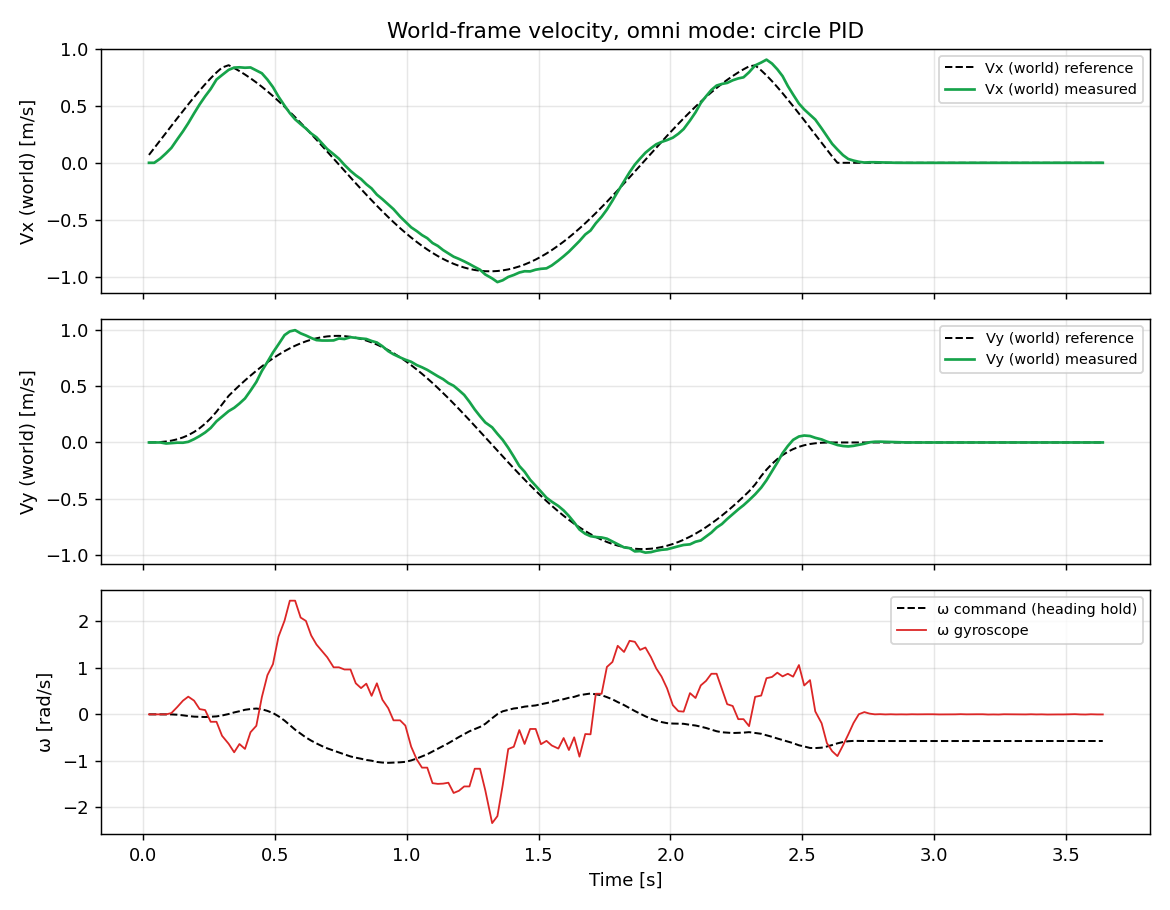 World-frame velocity, omni mode: circle PID
Vx (world) [m/s]
1.0
0.5
0.0
−0.5
−1.0
Vx (world) reference
Vx (world) measured
Vy (world) [m/s]
1.0
0.5
0.0
−0.5
−1.0
Vy (world) reference
Vy (world) measured
ω [rad/s]
2
1
0
−1
−2
ω command (heading hold)
ω gyroscope
0.0 0.5 1.0 1.5 2.0 2.5 3.0 3.5
Time [s]